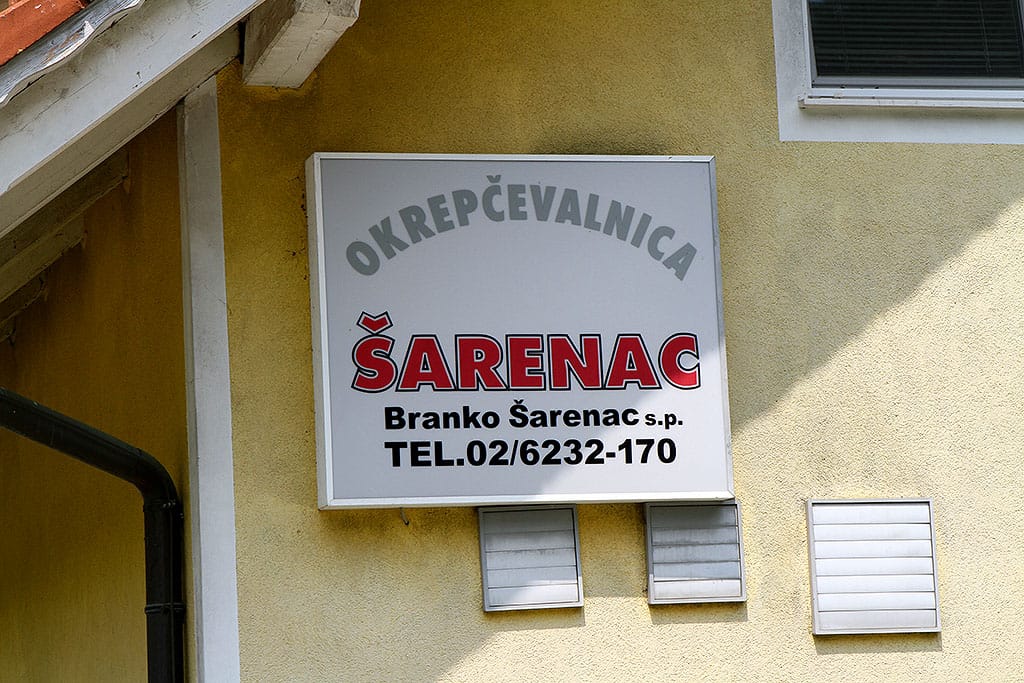 OKREPČEVALNICA
ŠARENAC
Branko Šarenac s.p.
TEL.02/6232-170